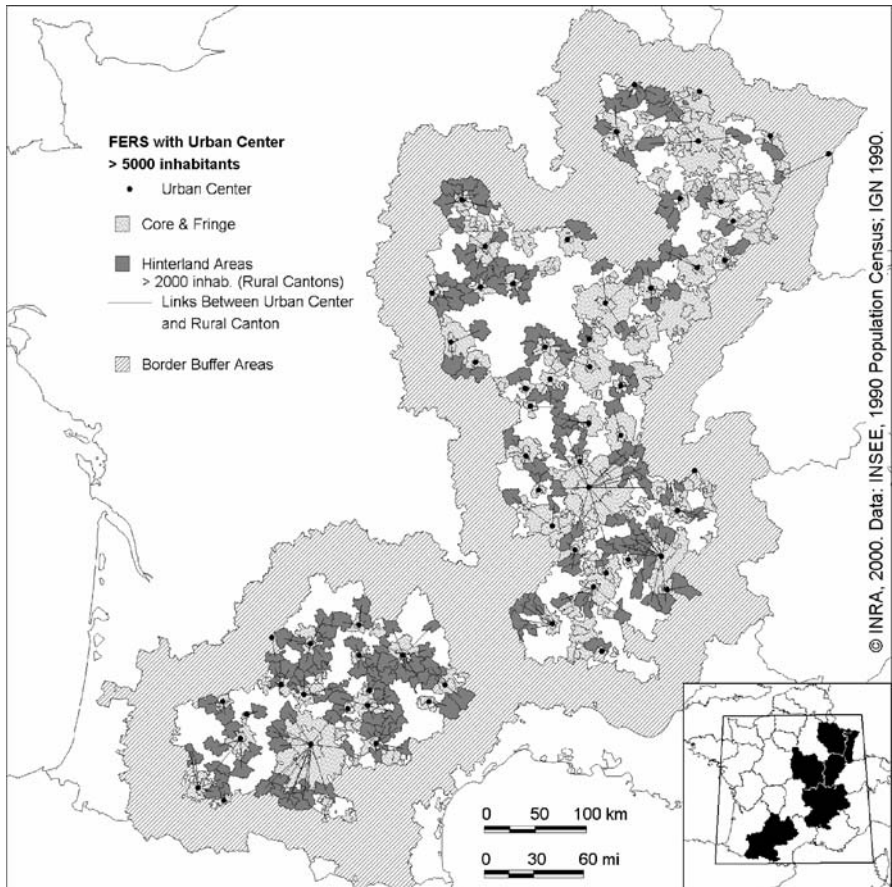 FERS with Urban Center
> 5000 inhabitants
Urban Center
Core & Fringe
Hinterland Areas
> 2000 inhab. (Rural Cantons)
Links Between Urban Center
and Rural Canton
Border Buffer Areas
© INRA, 2000. Data: INSEE, 1990 Population Census; IGN 1990.
0 50 100 km
0 30 60 mi